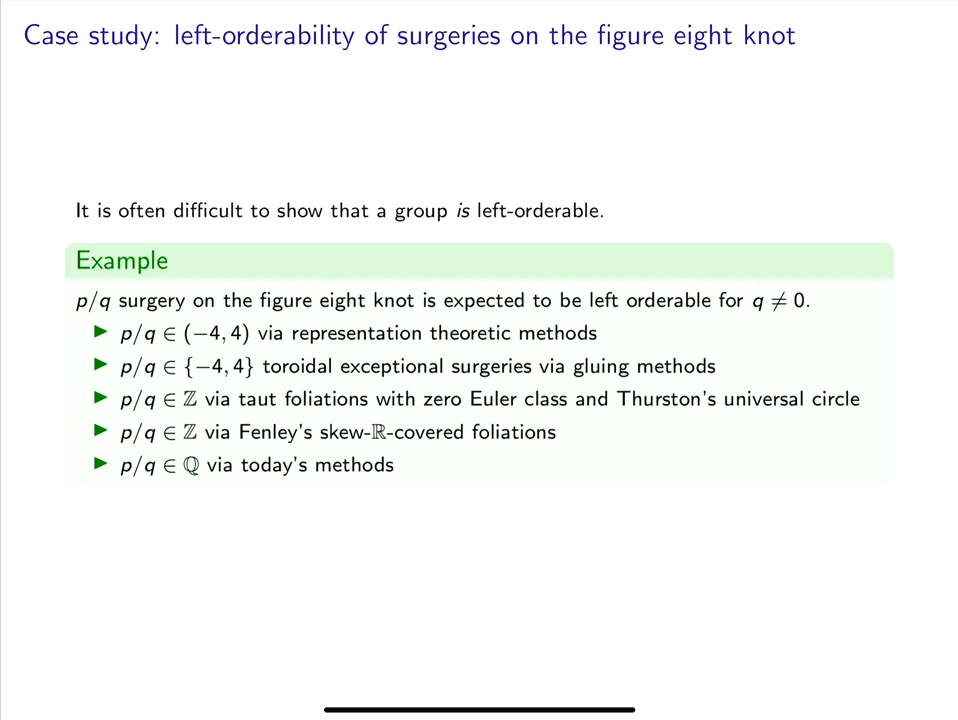 Case study: left-orderability of surgeries on the figure eight knot
It is often difficult to show that a group is left-orderable.
Example
p/q surgery on the figure eight knot is expected to be left orderable for q ≠ 0.
▶ p/q ∈ (−4, 4) via representation theoretic methods
▶ p/q ∈ {−4, 4} toroidal exceptional surgeries via gluing methods
▶ p/q ∈ ℤ via taut foliations with zero Euler class and Thurston's universal circle
▶ p/q ∈ ℤ via Fenley's skew-ℝ-covered foliations
▶ p/q ∈ ℚ via today's methods